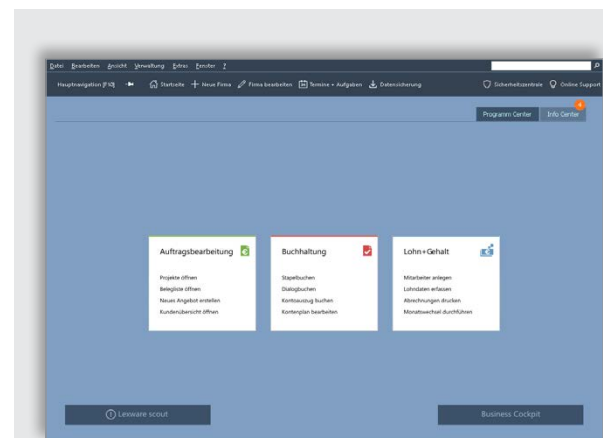 Datei Bearbeiten Ansicht Verwaltung Extras Fenster ?
Hauptnavigation [F10] Startseite Neue Firma Firma bearbeiten Termine + Aufgaben Datensicherung Sicherheitszentrale Online Support
4
Programm Center Info Center
Auftragsbearbeitung
Projekte öffnen
Belegliste öffnen
Neues Angebot erstellen
Kundenübersicht öffnen
Buchhaltung
Stapelbuchen
Dialogbuchen
Kontoauszug buchen
Kontenplan bearbeiten
Lohn+Gehalt
Mitarbeiter anlegen
Lohndaten erfassen
Abrechnungen drucken
Monatswechsel durchführen
Lexware scout
Business Cockpit